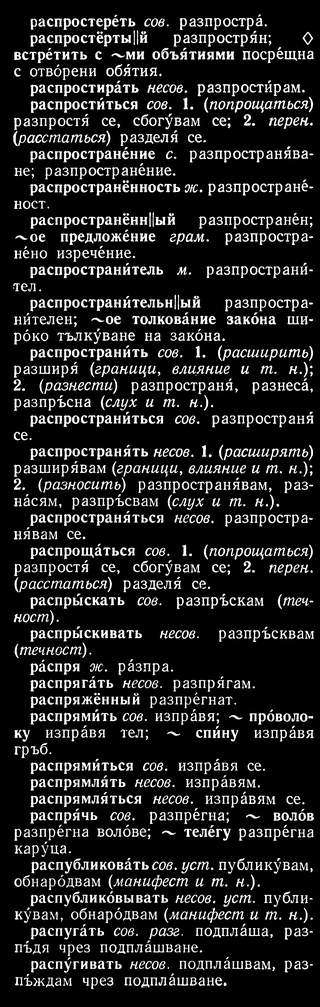 распростере́ть сов. разпростра́.
распростёрты||й разпростря́н; ◇
встре́тить с ~ми объя́тиями посре́щна
с отво́рени обя́тия.
распростира́ть несов. разпрости́рам.
распрости́ться сов. 1. (попрощаться)
разпростя́ се, сбогу́вам се; 2. перен.
(расстаться) разделя́ се.
распростране́ние с. разпространя́ва-
не; разпростране́ние.
распространённость ж. разпростране́-
ност.
распространённ||ый разпростране́н;
~ое предложе́ние грам. разпростра-
не́но изрече́ние.
распространи́тель м. разпространи́-
тел.
распространи́тельн||ый разпростра-
ни́телен; ~ое толкова́ние зако́на ши-
ро́ко тълку́ване на зако́на.
распространи́ть сов. 1. (расширить)
разширя́ (граници, влияние и т. н.);
2. (разнести) разпространя́, разнеса́,
разпръ́сна (слух и т. н.).
распространи́ться сов. разпространя́
се.
распространя́ть несов. 1. (расширять)
разширя́вам (граници, влияние и т. н.);
2. (разносить) разпространя́вам, раз-
на́сям, разпръ́свам (слух и т. н.).
распространя́ться несов. разпростра-
ня́вам се.
распроща́ться сов. 1. (попрощаться)
разпростя́ се, сбогу́вам се; 2. перен.
(расстаться) разделя́ се.
распры́скать сов. разпръ́скам (теч-
ност).
распры́скивать несов. разпръ́сквам
(течност).
ра́спря ж. ра́зпра.
распряга́ть несов. разпря́гам.
распряжённый разпре́гнат.
распрями́ть сов. изпра́вя; ~ про́воло-
ку изпра́вя тел; ~ спи́ну изпра́вя
гръб.
распрями́ться сов. изпра́вя се.
распрямля́ть несов. изпра́вям.
распрямля́ться несов. изпра́вям се.
распря́чь сов. разпре́гна; ~ воло́в
разпре́гна воло́ве; ~ теле́гу разпре́гна
кару́ца.
распубликова́ть сов. уст. публику́вам,
обнаро́двам (манифест и т. н.).
распублико́вывать несов. уст. публи-
ку́вам, обнаро́двам (манифест и т. н.).
распуга́ть сов. разг. подпла́ша, раз-
пъ́дя чрез подпла́шване.
распу́гивать несов. подпла́швам, раз-
пъ́ждам чрез подпла́шване.